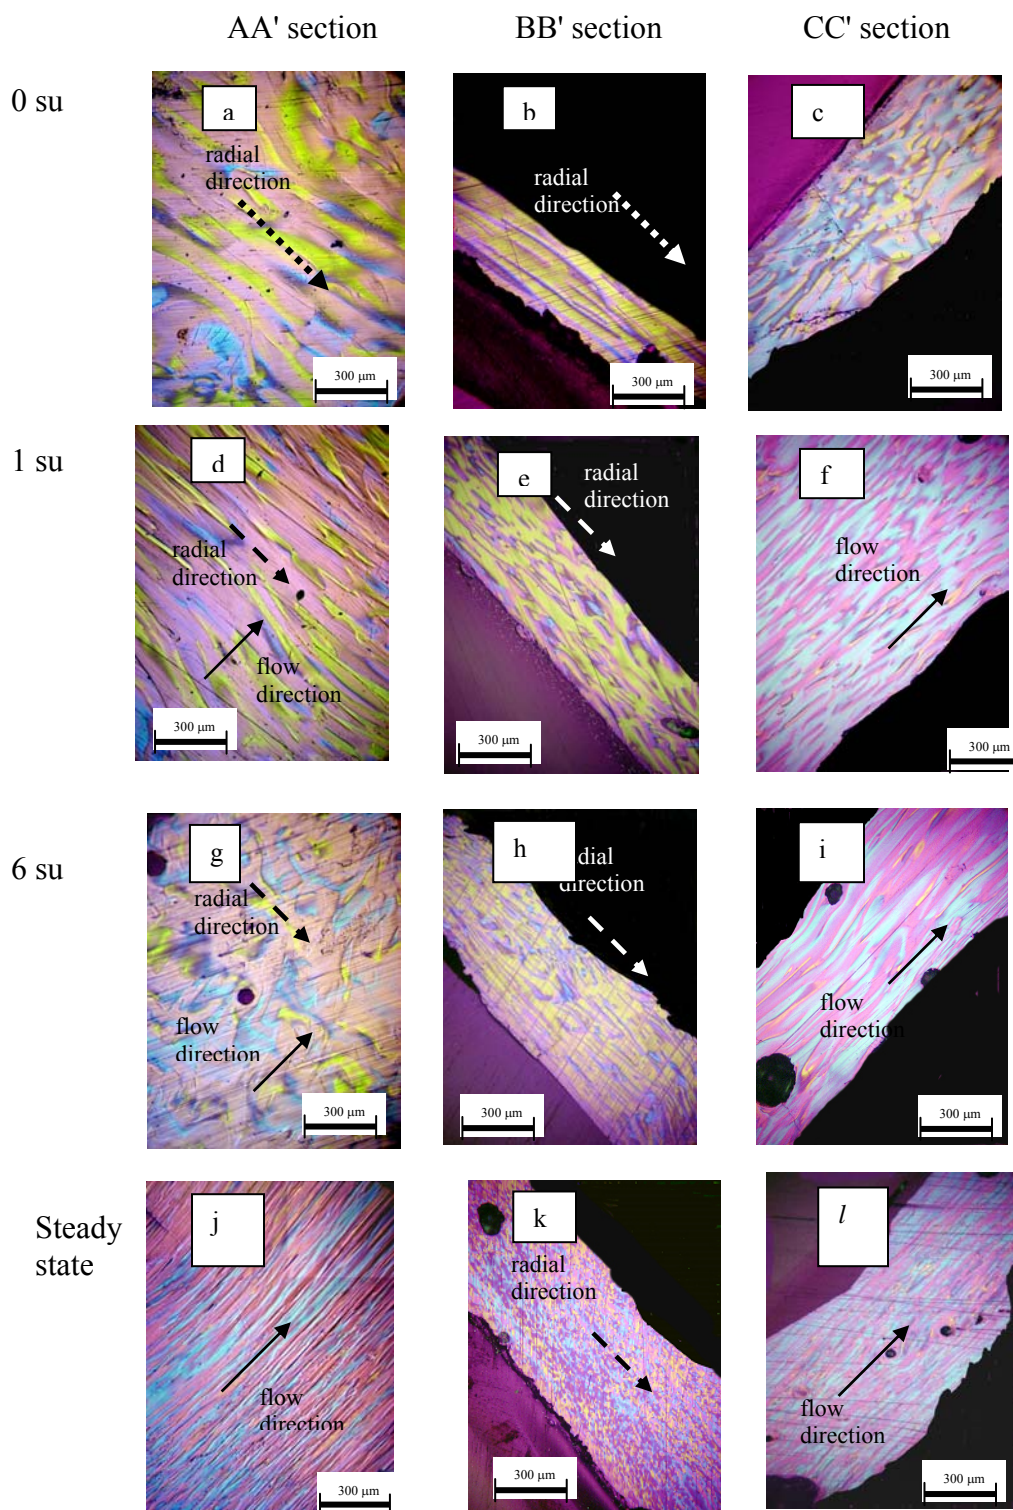 AA' section BB' section CC' section
0 su
a
radial
direction
300 µm
b
radial
direction
300 µm
c
300 µm
1 su
d
radial
direction
flow
direction
300 µm
e
radial
direction
300 µm
f
flow
direction
300 µm
6 su
g
radial
direction
flow
direction
300 µm
h
dial
direction
300 µm
i
flow
direction
300 µm
Steady
state
j
flow
direction
300 µm
k
radial
direction
300 µm
l
flow
direction
300 µm